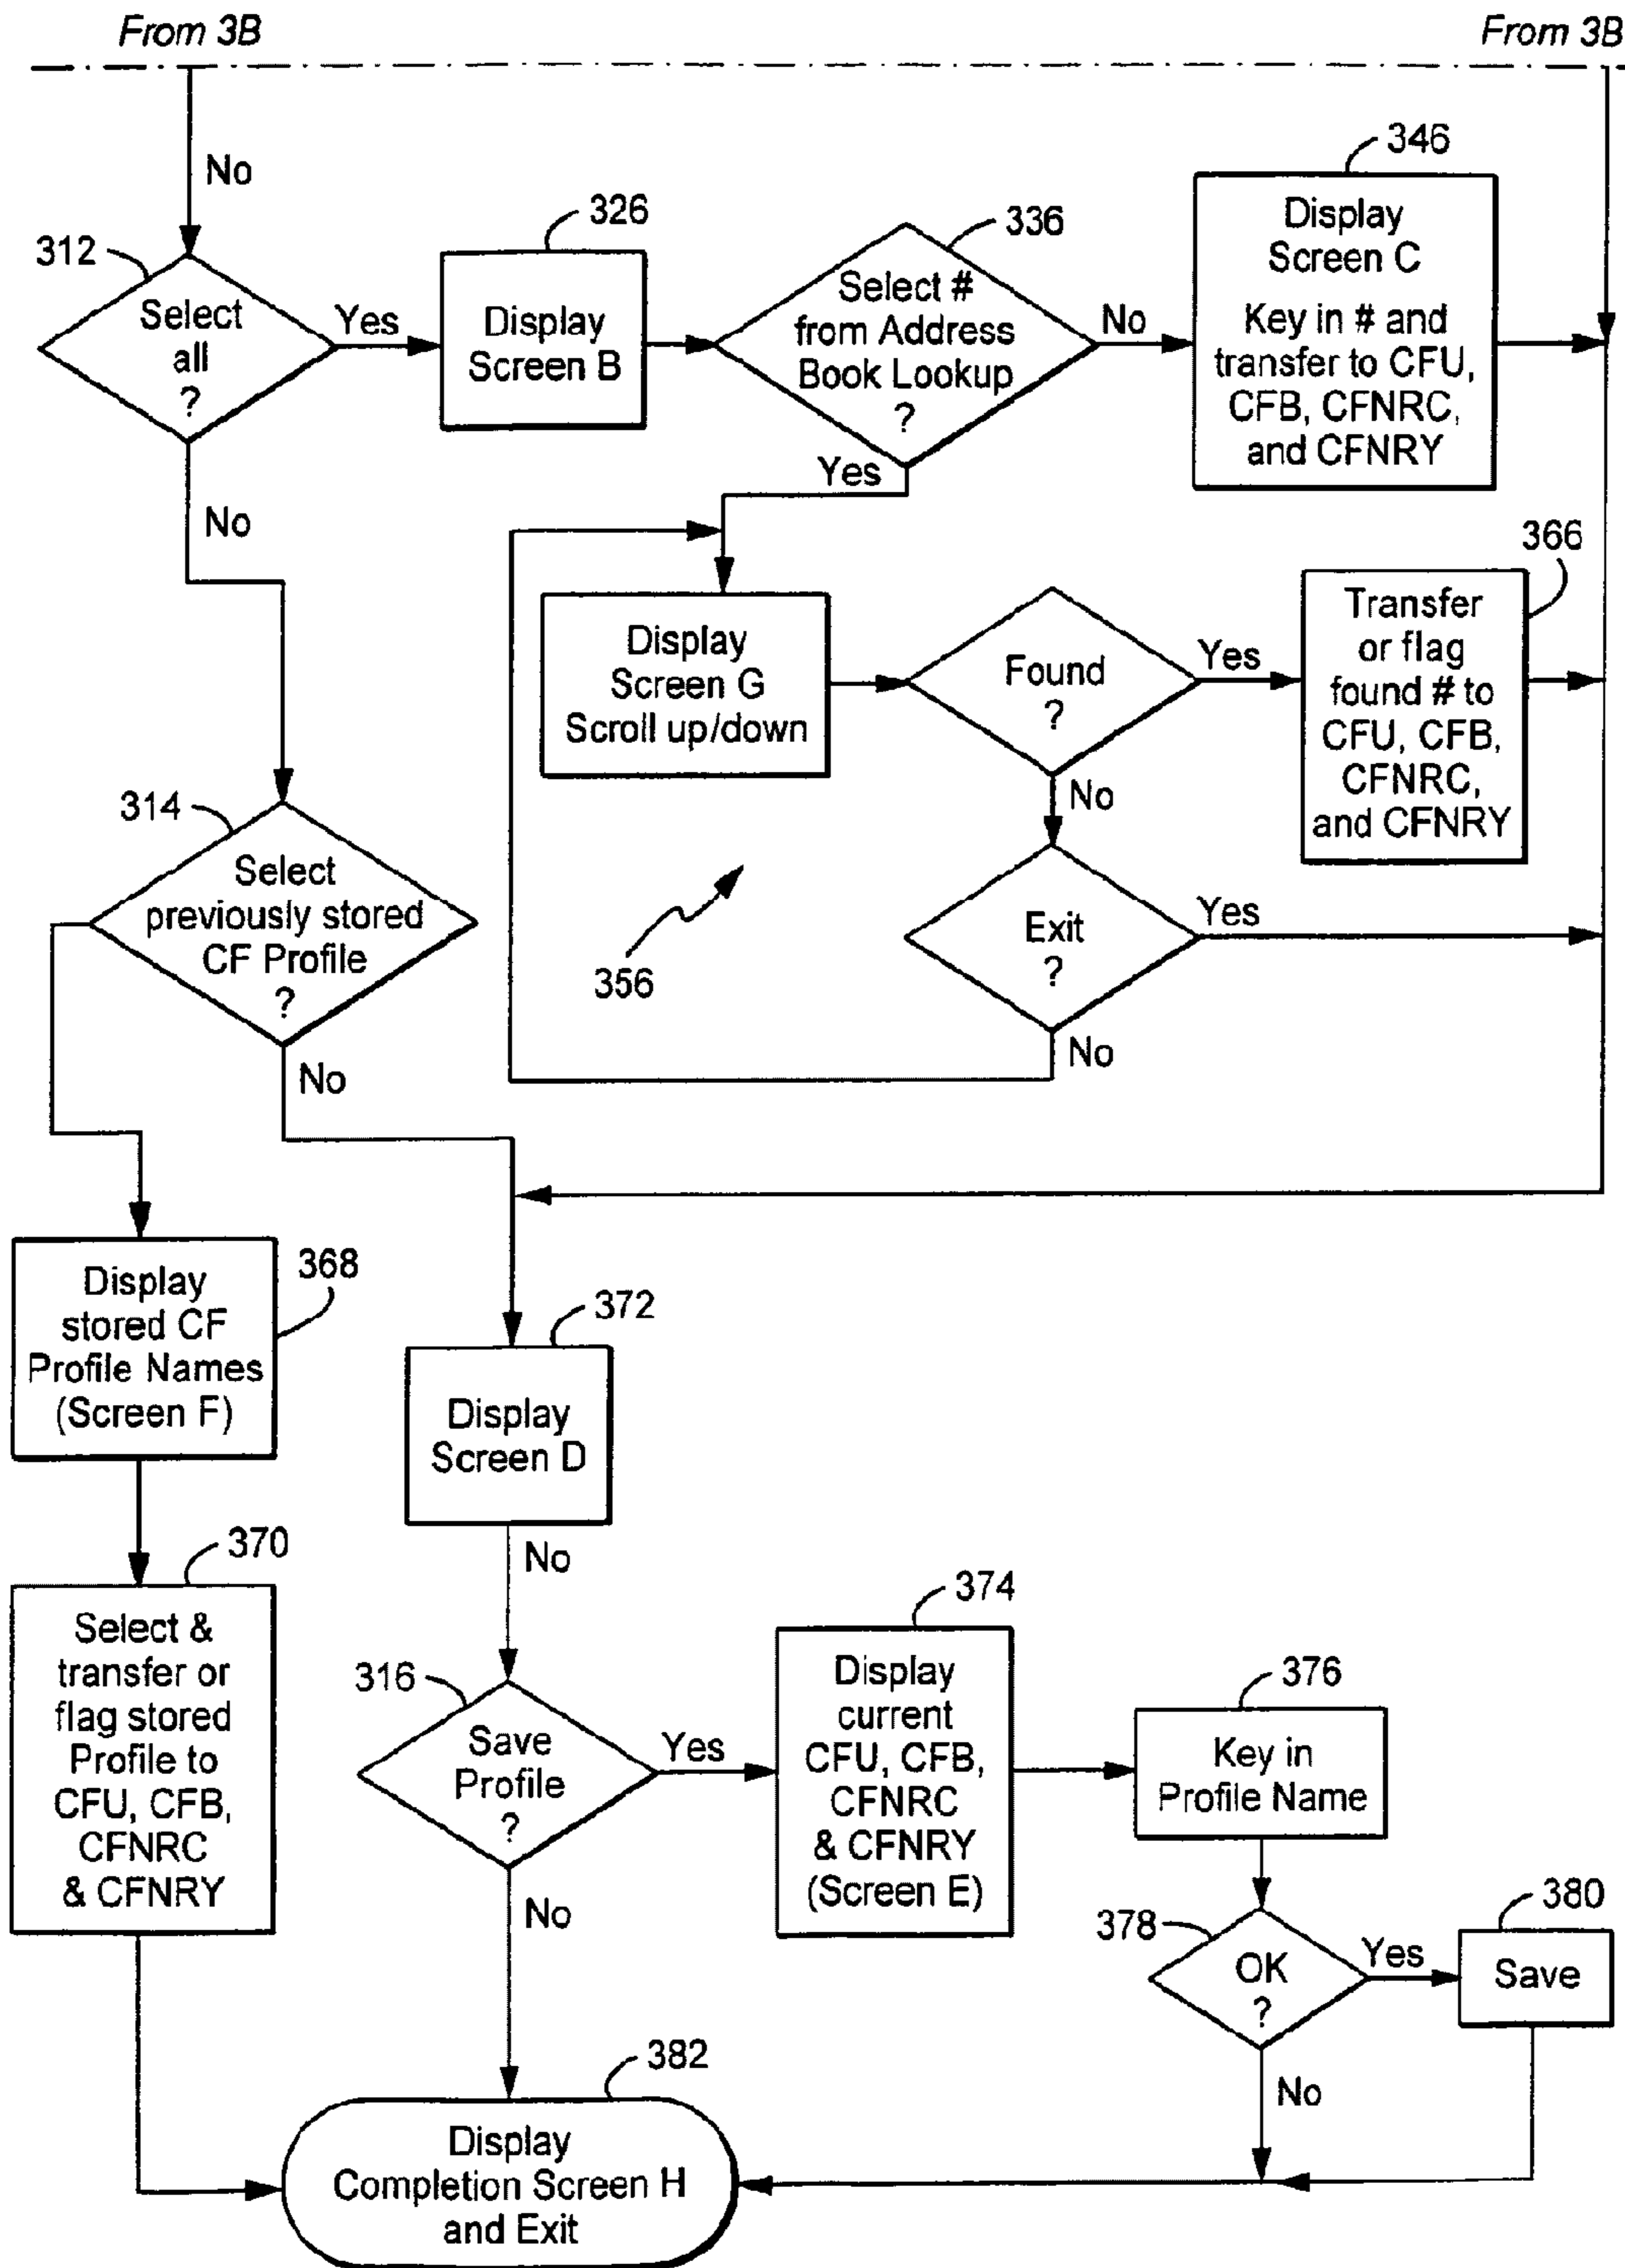 From 3B
From 3B
No
312
Select
all
?
Yes
326
Display
Screen B
336
Select #
from Address
Book Lookup
?
No
346
Display
Screen C
Key in # and
transfer to CFU,
CFB, CFNRC,
and CFNRY
Yes
No
Display
Screen G
Scroll up/down
Found
?
Yes
366
Transfer
or flag
found # to
CFU, CFB,
CFNRC,
and CFNRY
No
356
Exit
?
Yes
No
314
Select
previously stored
CF Profile
?
No
368
Display
stored CF
Profile Names
(Screen F)
372
Display
Screen D
No
370
Select &
transfer or
flag stored
Profile to
CFU, CFB,
CFNRC
& CFNRY
316
Save
Profile
?
Yes
374
Display
current
CFU, CFB,
CFNRC
& CFNRY
(Screen E)
376
Key in
Profile Name
378
OK
?
Yes
380
Save
No
No
382
Display
Completion Screen H
and Exit